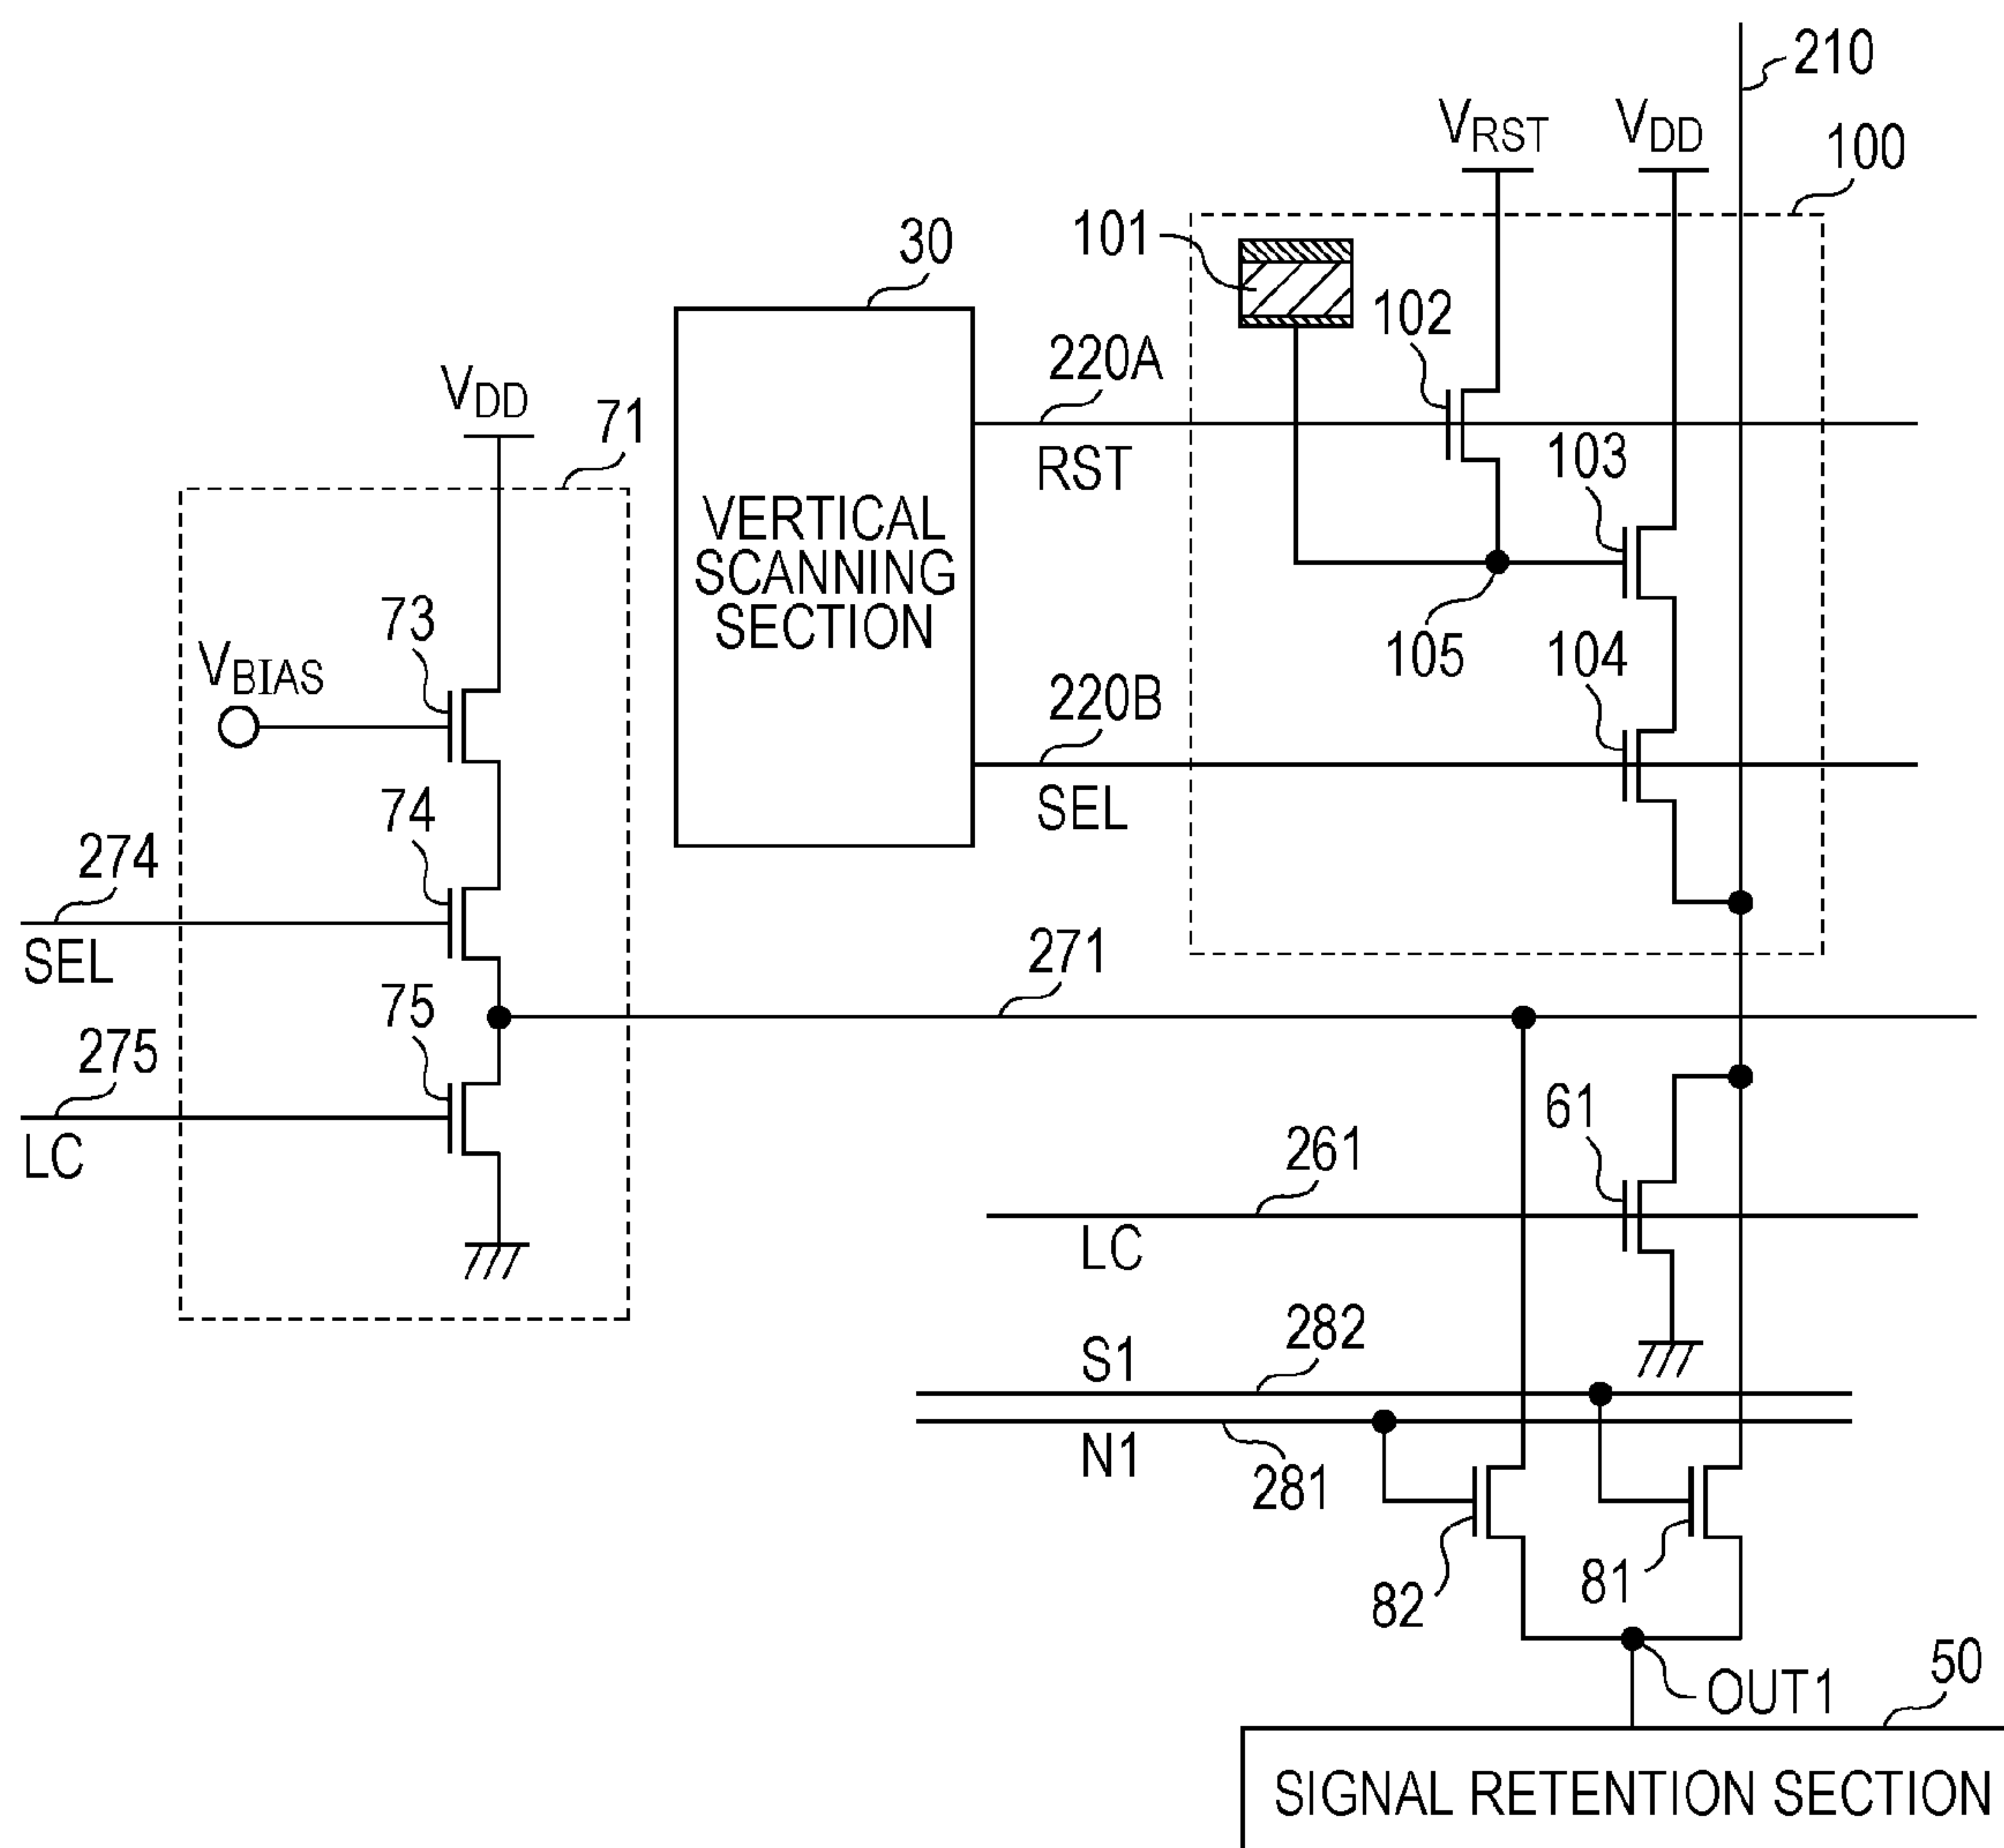 210
VRST
VDD
100
101
30
102
220A
VDD
71
RST
103
VERTICAL
SCANNING
SECTION
73
105
104
VBIAS
220B
74
SEL
274
SEL
271
75
275
61
LC
261
LC
282
S1
N1
281
82
81
50
OUT1
SIGNAL RETENTION SECTION